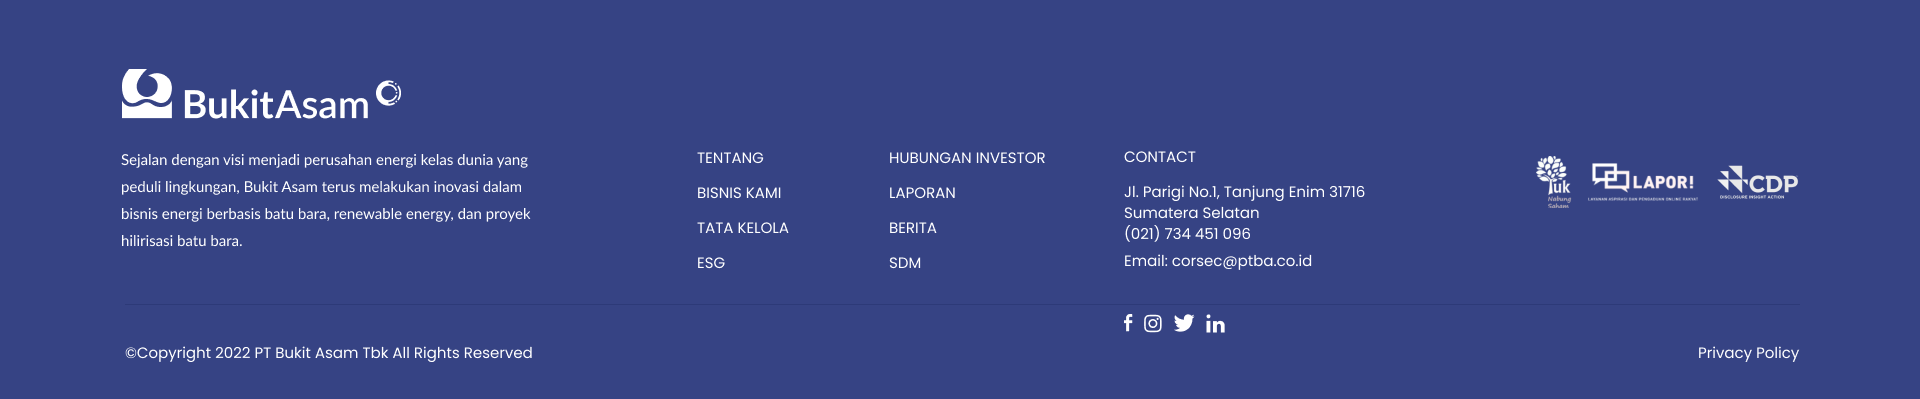 BukitAsam
Sejalan dengan visi menjadi perusahan energi kelas dunia yang
peduli lingkungan, Bukit Asam terus melakukan inovasi dalam
bisnis energi berbasis batu bara, renewable energy, dan proyek
hilirisasi batu bara.
TENTANG
BISNIS KAMI
TATA KELOLA
ESG
HUBUNGAN INVESTOR
LAPORAN
BERITA
SDM
CONTACT
Jl. Parigi No.1, Tanjung Enim 31716
Sumatera Selatan
(021) 734 451 096
Email: corsec@ptba.co.id
Yuk
Nabung
Saham
LAPOR!
LAYANAN ASPIRASI DAN PENGADUAN ONLINE RAKYAT
CDP
DISCLOSURE INSIGHT ACTION
©Copyright 2022 PT Bukit Asam Tbk All Rights Reserved
Privacy Policy